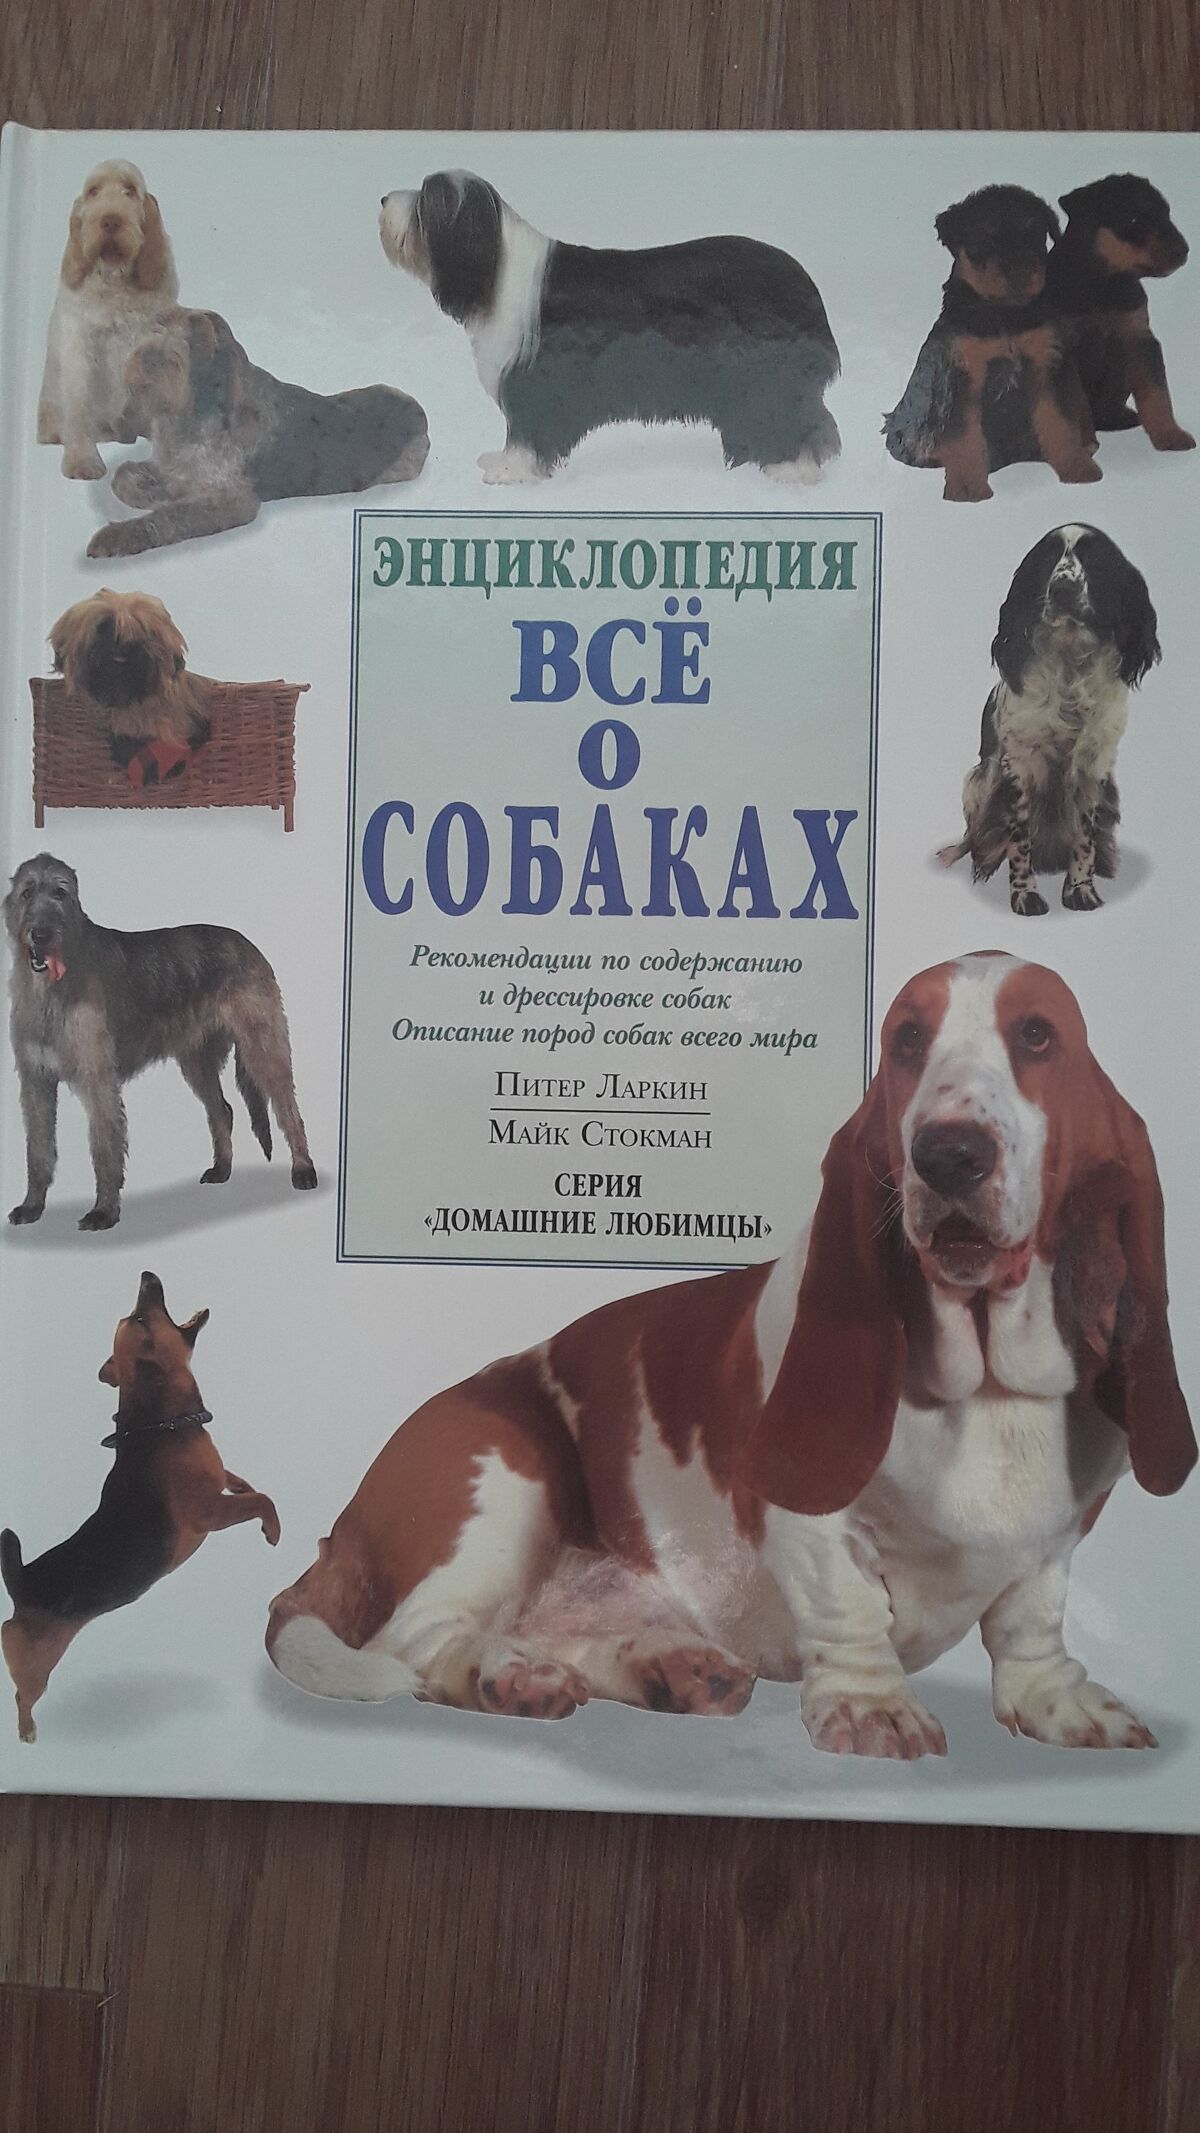 ЭНЦИКЛОПЕДИЯ
ВСЁ
О
СОБАКАХ
Рекомендации по содержанию
и дрессировке собак
Описание пород собак всего мира
ПИТЕР ЛАРКИН
МАЙК СТОКМАН
СЕРИЯ
«ДОМАШНИЕ ЛЮБИМЦЫ»